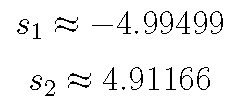 s₁ ≈ −4.99499
s₂ ≈ 4.91166